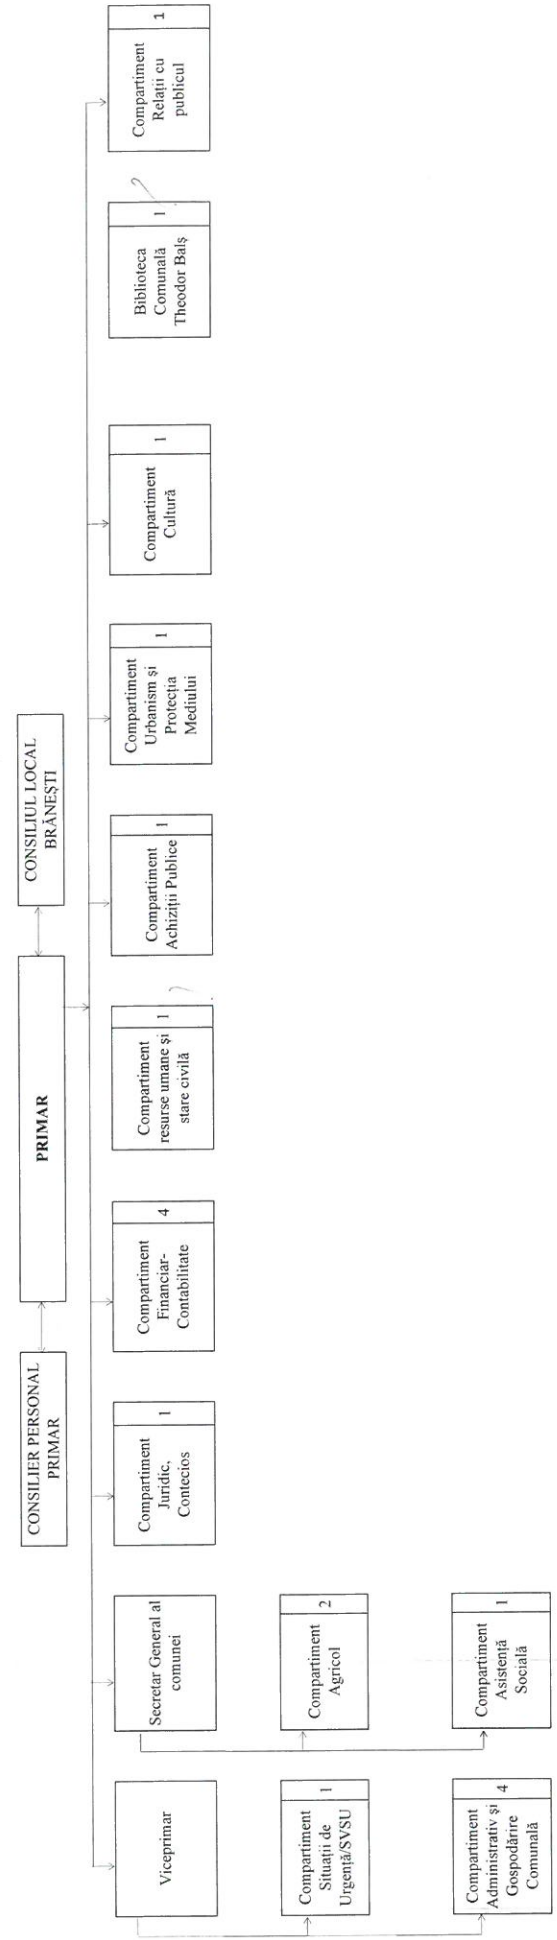 CONSILIER PERSONAL
PRIMAR
PRIMAR
CONSILIUL LOCAL
BRĂNEȘTI
Viceprimar
Secretar General al
comunei
Compartiment
Juridic,
Contecios
1
Compartiment
Financiar-
Contabilitate
4
Compartiment
resurse umane și
stare civilă
1
Compartiment
Achiziții Publice
1
Compartiment
Urbanism și
Protecția
Mediului
1
Compartiment
Cultură
1
Biblioteca
Comunală
Theodor Balș
1
Compartiment
Relații cu
publicul
1
Compartiment
Situații de
Urgență/SVSU
1
Compartiment
Agricol
2
Compartiment
Administrativ și
Gospodărire
Comunală
4
Compartiment
Asistență
Socială
1